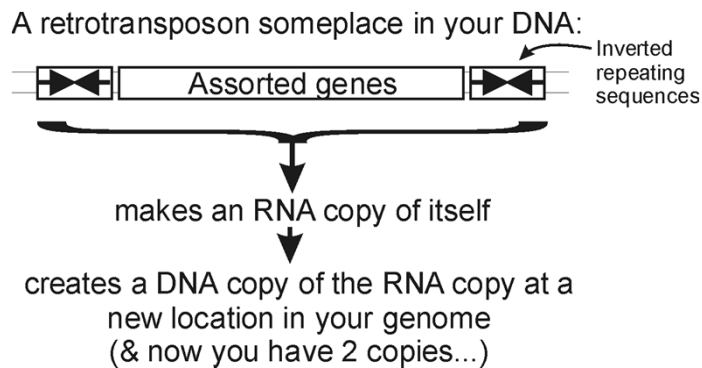 A retrotransposon someplace in your DNA:
Inverted
repeating
sequences
Assorted genes
makes an RNA copy of itself
creates a DNA copy of the RNA copy at a
new location in your genome
(& now you have 2 copies...)